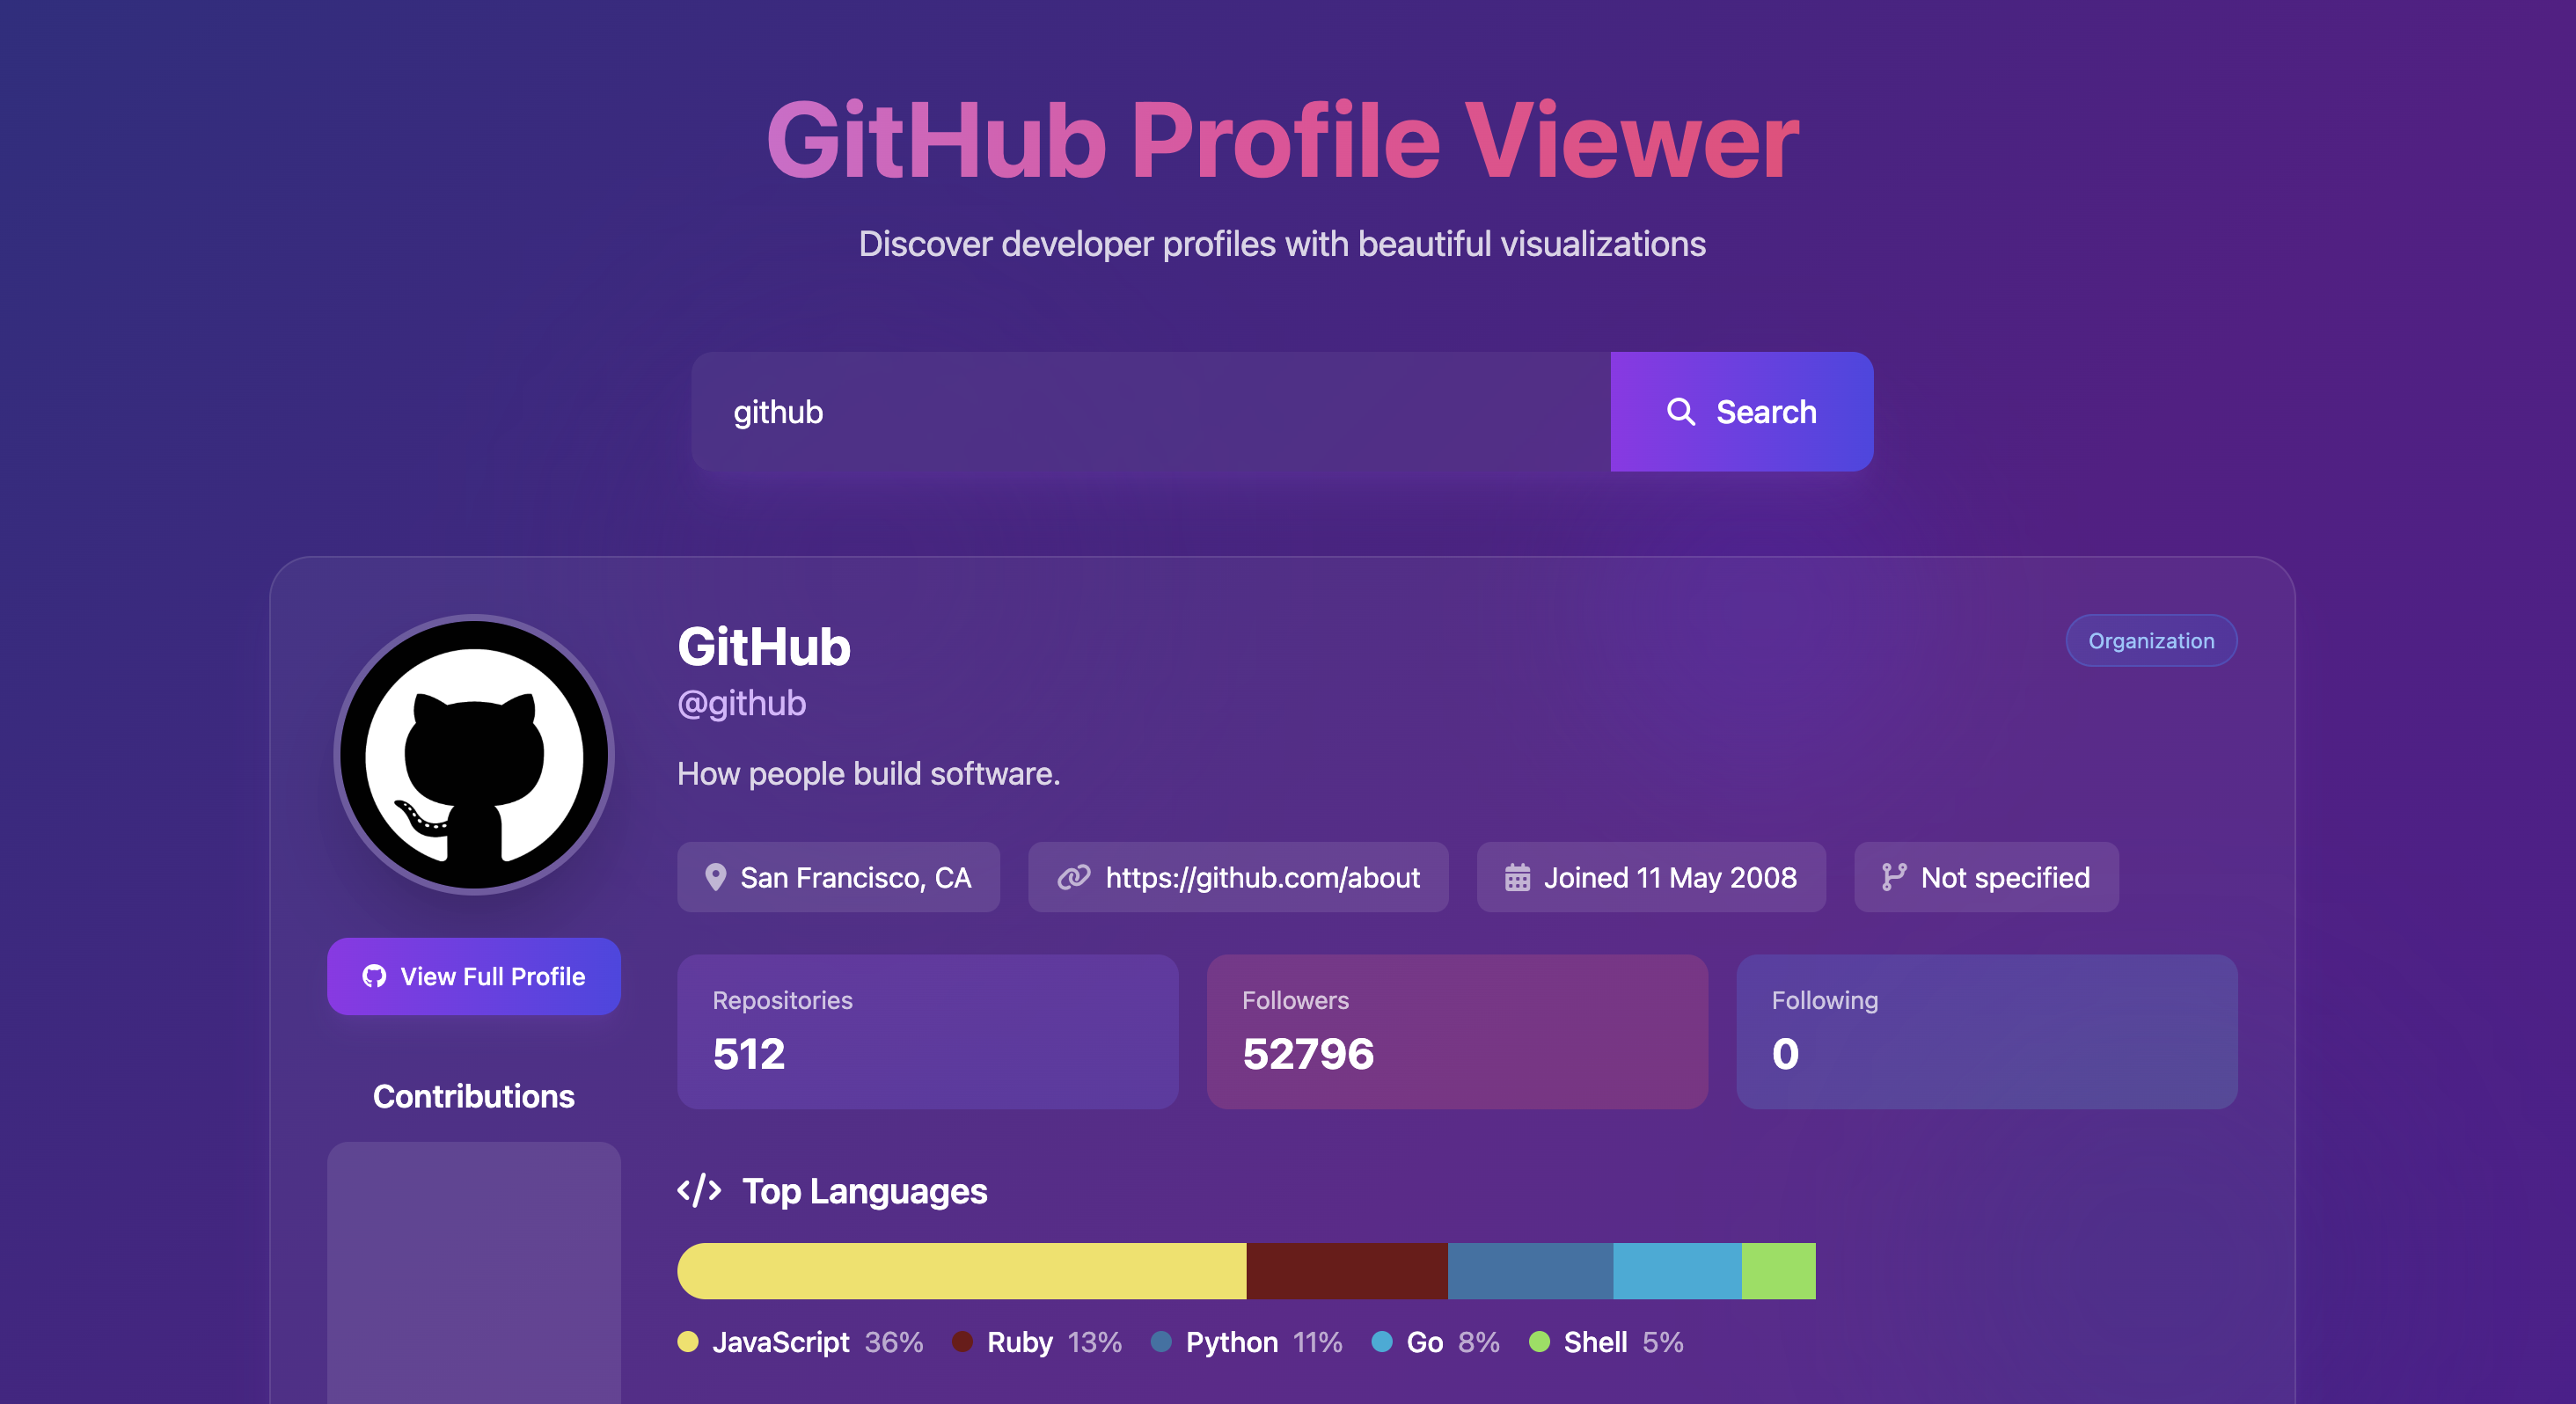 GitHub Profile Viewer
Discover developer profiles with beautiful visualizations
github
Search
GitHub
Organization
@github
How people build software.
San Francisco, CA
https://github.com/about
Joined 11 May 2008
Not specified
View Full Profile
Repositories
512
Followers
52796
Following
0
Contributions
Top Languages
JavaScript 36% Ruby 13% Python 11% Go 8% Shell 5%